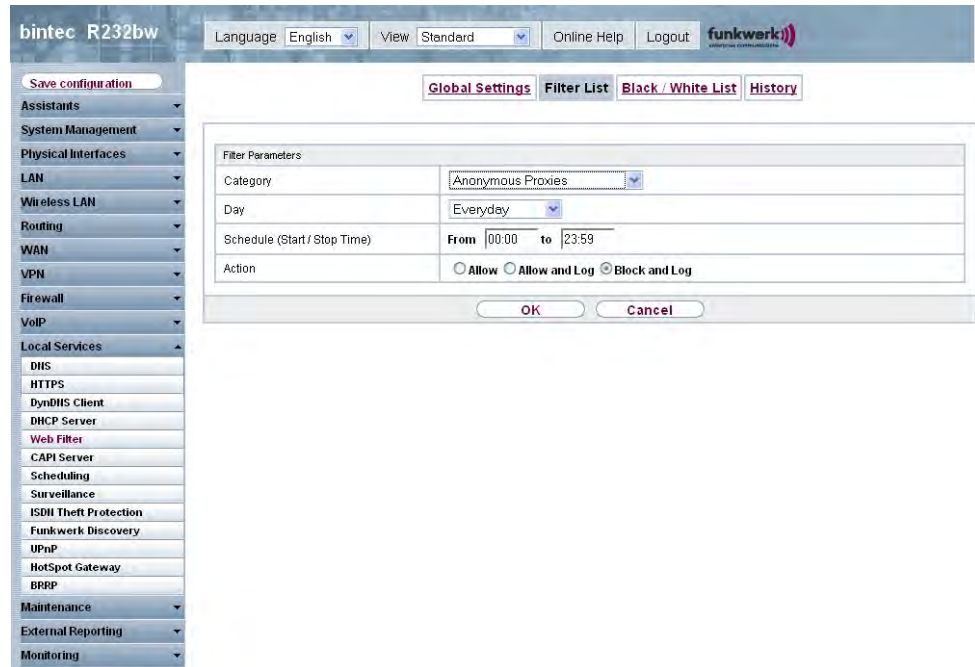 bintec R232bw
Language English View Standard Online Help Logout funkwerk
Save configuration
Assistants
System Management
Physical Interfaces
LAN
Wireless LAN
Routing
WAN
VPN
Firewall
VoIP
Local Services
DNS
HTTPS
DynDNS Client
DHCP Server
Web Filter
CAPI Server
Scheduling
Surveillance
ISDN Theft Protection
Funkwerk Discovery
UPnP
HotSpot Gateway
BRRP
Maintenance
External Reporting
Monitoring
Global Settings Filter List Black / White List History
Filter Parameters
Category Anonymous Proxies
Day Everyday
Schedule (Start / Stop Time) From 00:00 to 23:59
Action Allow Allow and Log Block and Log
OK Cancel